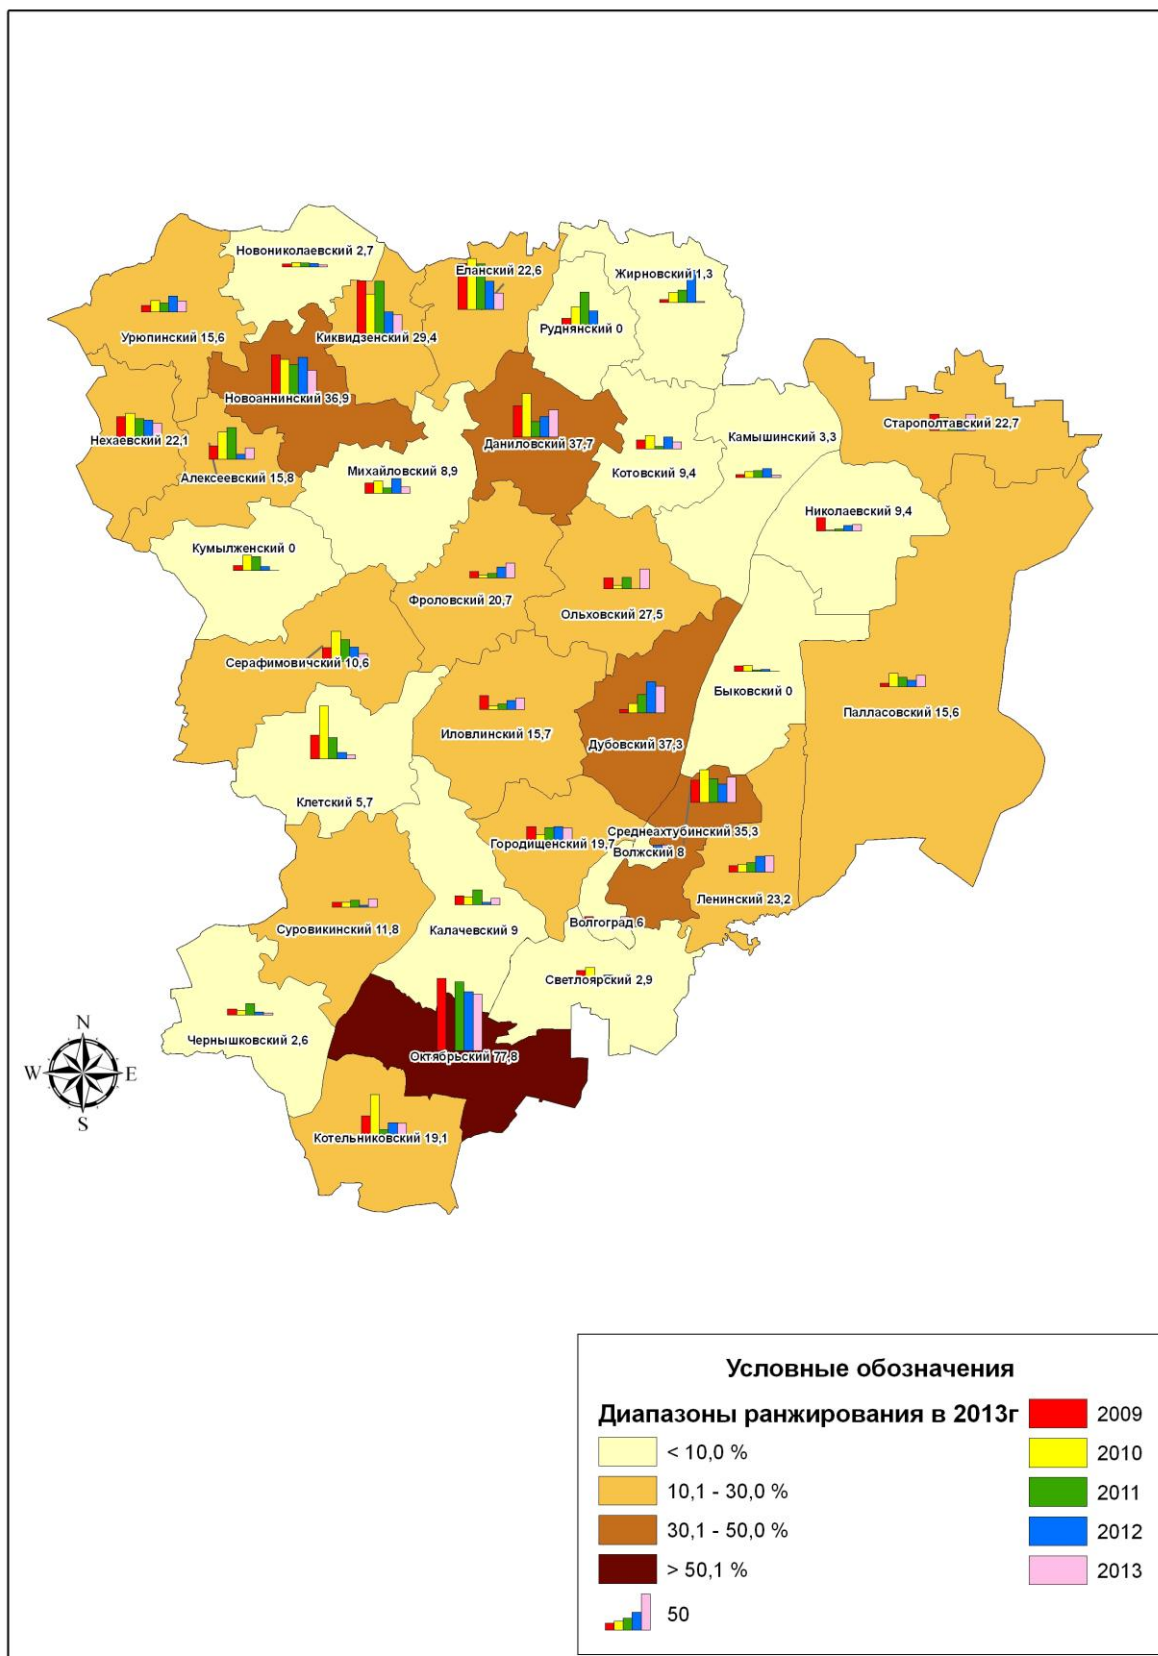 Новониколаевский 2,7
Еланский 22,6
Жирновский 1,3
Урюпинский 15,6
Киквидзенский 29,4
Руднянский 0
Новоаннинский 36,9
Нехаевский 22,1
Даниловский 37,7
Старополтавский 22,7
Алексеевский 15,8
Михайловский 8,9
Котовский 9,4
Камышинский 3,3
Николаевский 9,4
Кумылженский 0
Фроловский 20,7
Ольховский 27,5
Серафимовичский 10,6
Быковский 0
Палласовский 15,6
Иловлинский 15,7
Дубовский 37,3
Клетский 5,7
Среднеахтубинский 35,3
Городищенский 19,7
Волжский 8
Ленинский 23,2
Суровикинский 11,8
Калачевский 9
Волгоград 6
Светлоярский 2,9
Чернышковский 2,6
Октябрьский 77,8
Котельниковский 19,1
N
W E
S
Условные обозначения
Диапазоны ранжирования в 2013г
< 10,0 %
10,1 - 30,0 %
30,1 - 50,0 %
> 50,1 %
50
2009
2010
2011
2012
2013